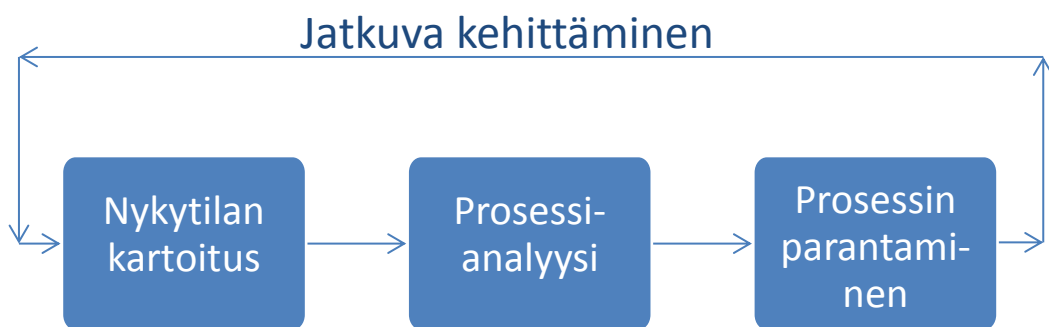 Jatkuva kehittäminen
Nykytilan
kartoitus
Prosessi-
analyysi
Prosessin
parantami-
nen